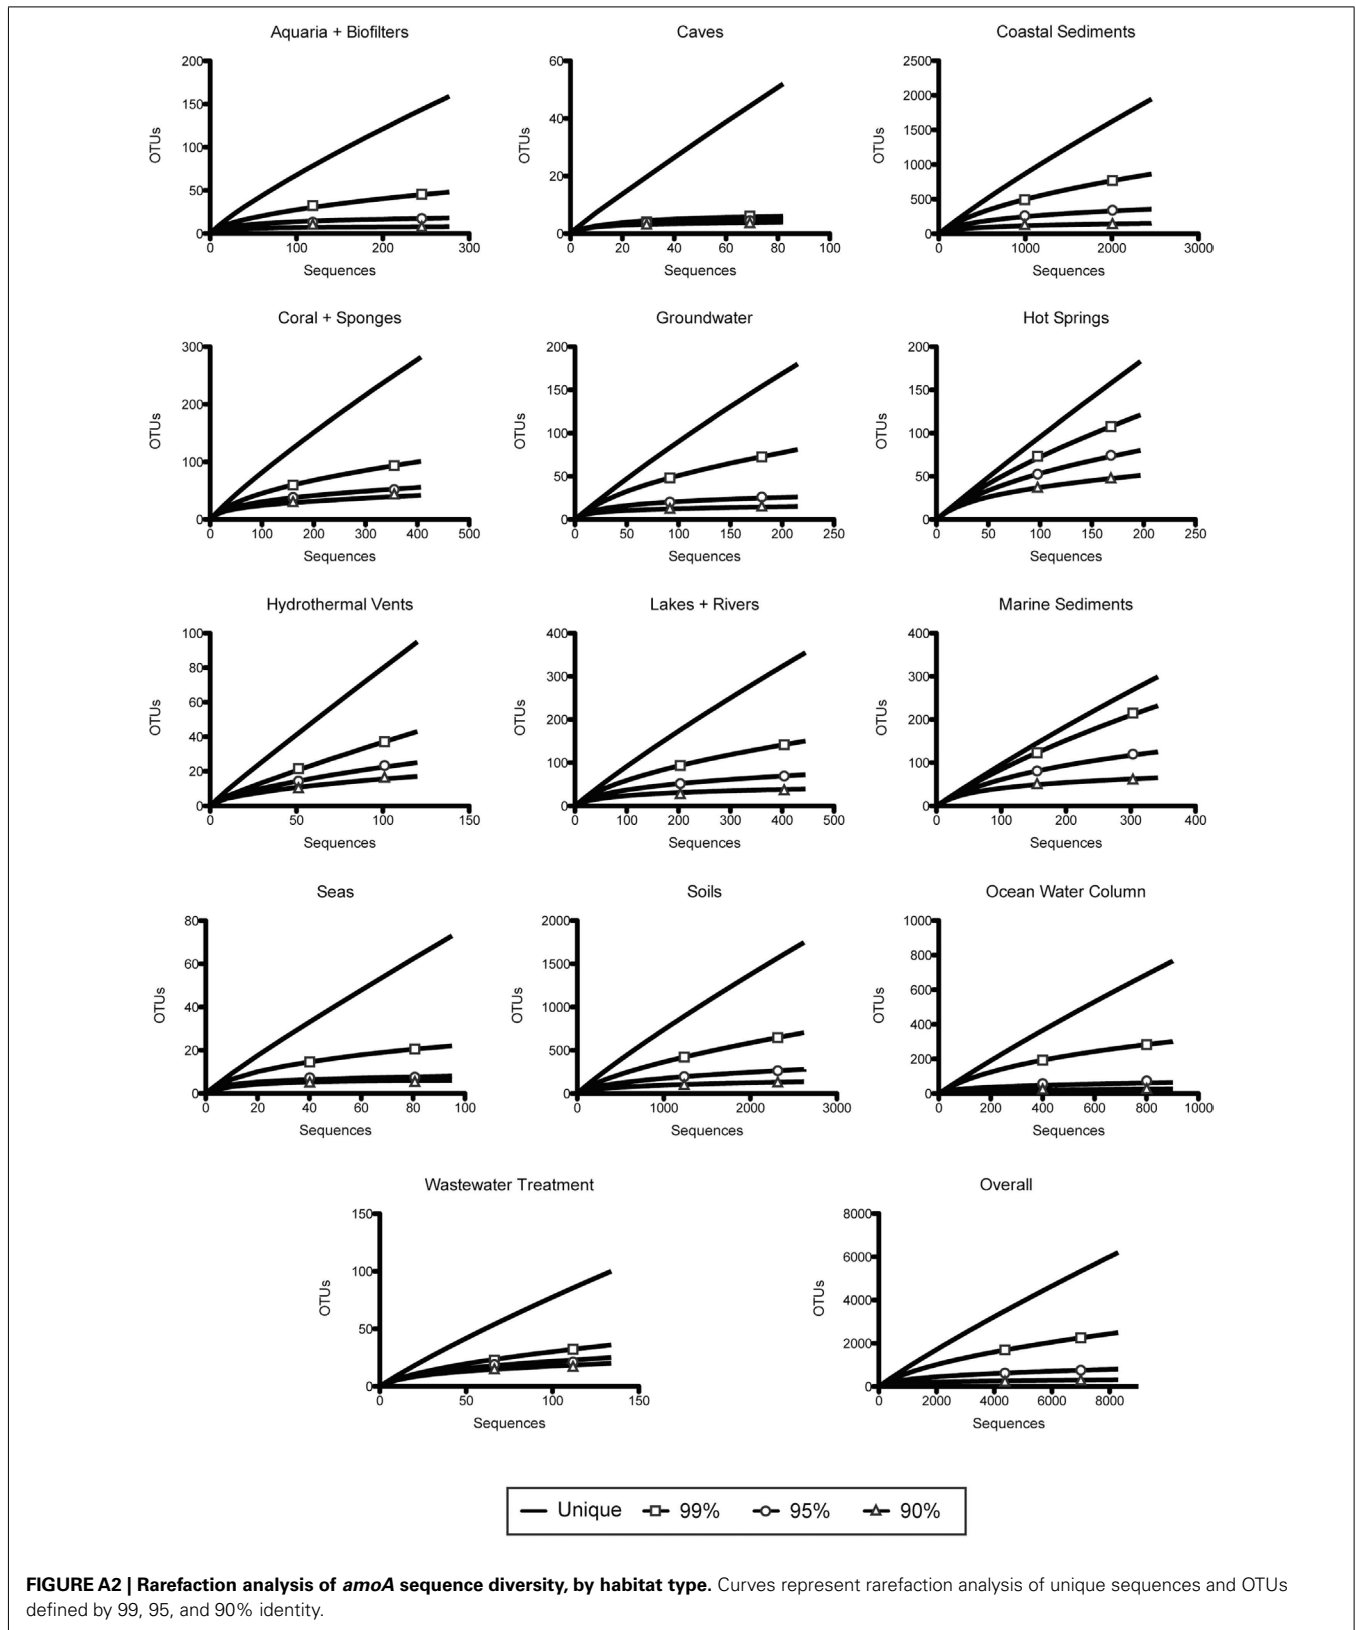 Aquaria + Biofilters
200
150
100
50
0
OTUs
0 100 200 300
Sequences
Caves
60
40
20
0
OTUs
0 20 40 60 80 100
Sequences
Coastal Sediments
2500
2000
1500
1000
500
0
OTUs
0 1000 2000 3000
Sequences
Coral + Sponges
300
200
100
0
OTUs
0 100 200 300 400 500
Sequences
Groundwater
200
150
100
50
0
OTUs
0 50 100 150 200 250
Sequences
Hot Springs
200
150
100
50
0
OTUs
0 50 100 150 200 250
Sequences
Hydrothermal Vents
100
80
60
40
20
0
OTUs
0 50 100 150
Sequences
Lakes + Rivers
400
300
200
100
0
OTUs
0 100 200 300 400 500
Sequences
Marine Sediments
400
300
200
100
0
OTUs
0 100 200 300 400
Sequences
Seas
80
60
40
20
0
OTUs
0 20 40 60 80 100
Sequences
Soils
2000
1500
1000
500
0
OTUs
0 1000 2000 3000
Sequences
Ocean Water Column
1000
800
600
400
200
0
OTUs
0 200 400 600 800 1000
Sequences
Wastewater Treatment
150
100
50
0
OTUs
0 50 100 150
Sequences
Overall
8000
6000
4000
2000
0
OTUs
0 2000 4000 6000 8000
Sequences
Unique 99% 95% 90%
FIGURE A2 | Rarefaction analysis of amoA sequence diversity, by habitat type. Curves represent rarefaction analysis of unique sequences and OTUs
defined by 99, 95, and 90% identity.